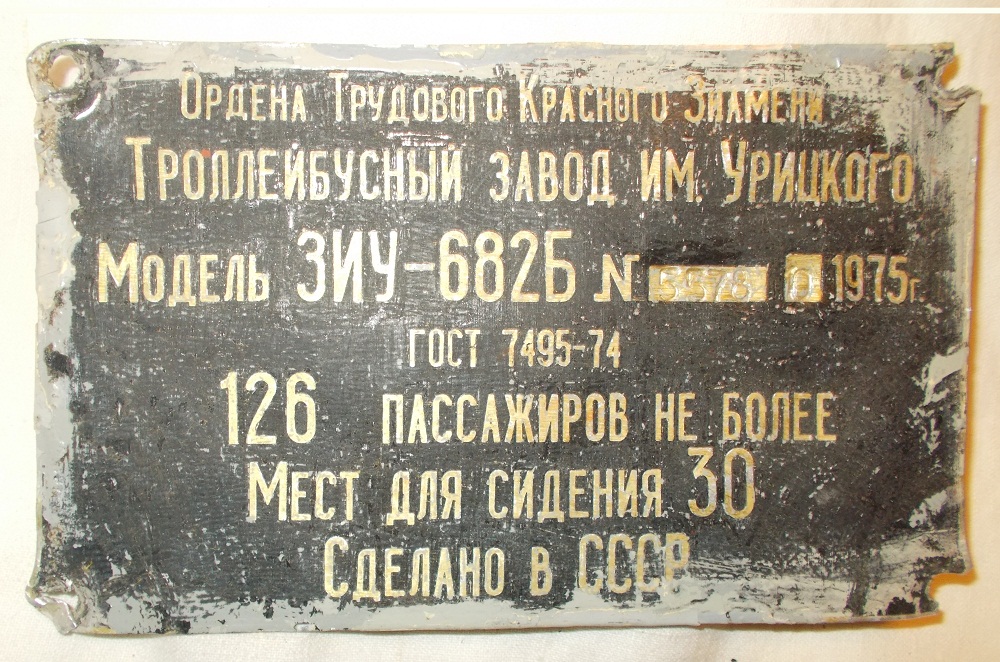 Ордена Трудового Красного Знамени
Троллейбусный завод им. Урицкого
Модель ЗИУ-682Б N 1975г.
ГОСТ 7495-74
126 пассажиров не более
Мест для сидения 30
Сделано в СССР